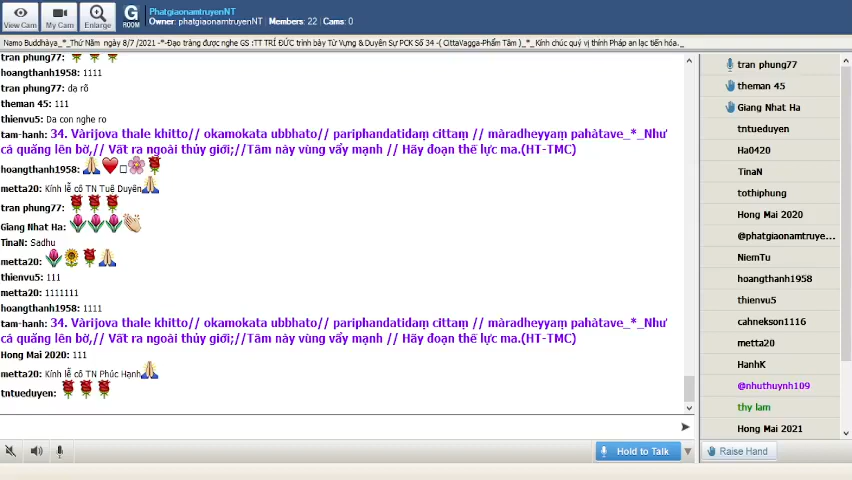 View Cam
My Cam
Enlarge
G
ROOM
PhatgiaonamtruyenNT
Owner: phatgiaonamtruyenNT | Members: 22 | Cams: 0
Namo Buddhàya_*_Thứ Năm ngày 8/7 /2021 -*-Đạo tràng được nghe GS :TT TRÍ ĐỨC trình bày Từ Vựng & Duyên Sự PCK Số 34 -( CittaVagga-Phẩm Tâm )_*_ Kính chúc quý vị thính Pháp an lạc tiến hóa._
tran phung77:
hoangthanh1958: 1111
tran phung77: dạ rõ
theman 45: 111
thienvu5: Da con nghe ro
tam-hanh: 34. Vàrijova thale khitto// okamokata ubbhato// pariphandatidaṃ cittaṃ // màradheyyaṃ pahàtave_*_Như
cá quăng lên bờ,// Vất ra ngoài thủy giới;//Tâm này vùng vẫy mạnh // Hãy đoạn thế lực ma.(HT-TMC)
hoangthanh1958:
metta20: Kính lễ cô TN Tuệ Duyên
tran phung77:
Giang Nhat Ha:
TinaN: Sadhu
metta20:
thienvu5: 111
metta20: 1111111
hoangthanh1958: 1111
tam-hanh: 34. Vàrijova thale khitto// okamokata ubbhato// pariphandatidaṃ cittaṃ // màradheyyaṃ pahàtave_*_Như
cá quăng lên bờ,// Vất ra ngoài thủy giới;//Tâm này vùng vẫy mạnh // Hãy đoạn thế lực ma.(HT-TMC)
Hong Mai 2020: 111
metta20: Kính lễ cô TN Phúc Hạnh
tntueduyen:
Hold to Talk
tran phung77
theman 45
Giang Nhat Ha
tntueduyen
Ha0420
TinaN
tothiphung
Hong Mai 2020
@phatgiaonamtruye...
NiemTu
hoangthanh1958
thienvu5
cahnekson1116
metta20
HanhK
@nhuthuynh109
thy lam
Hong Mai 2021
Raise Hand